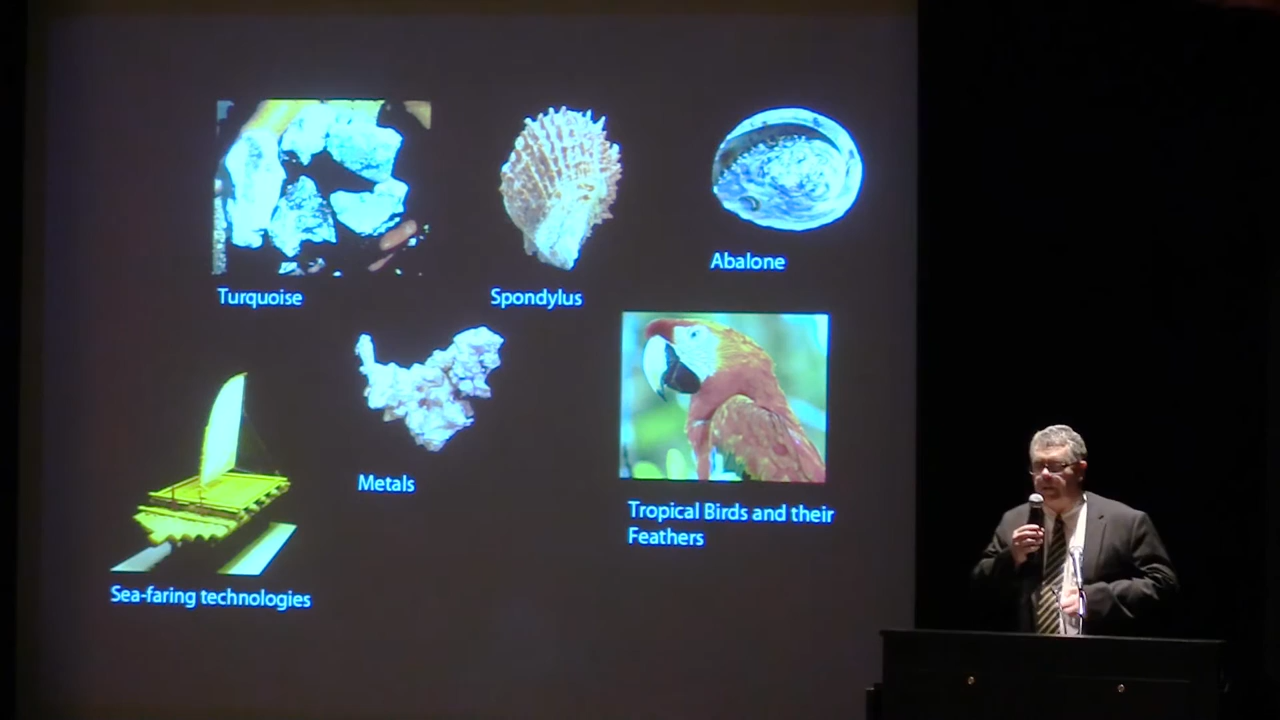 Turquoise
Spondylus
Abalone
Metals
Tropical Birds and their
Feathers
Sea-faring technologies